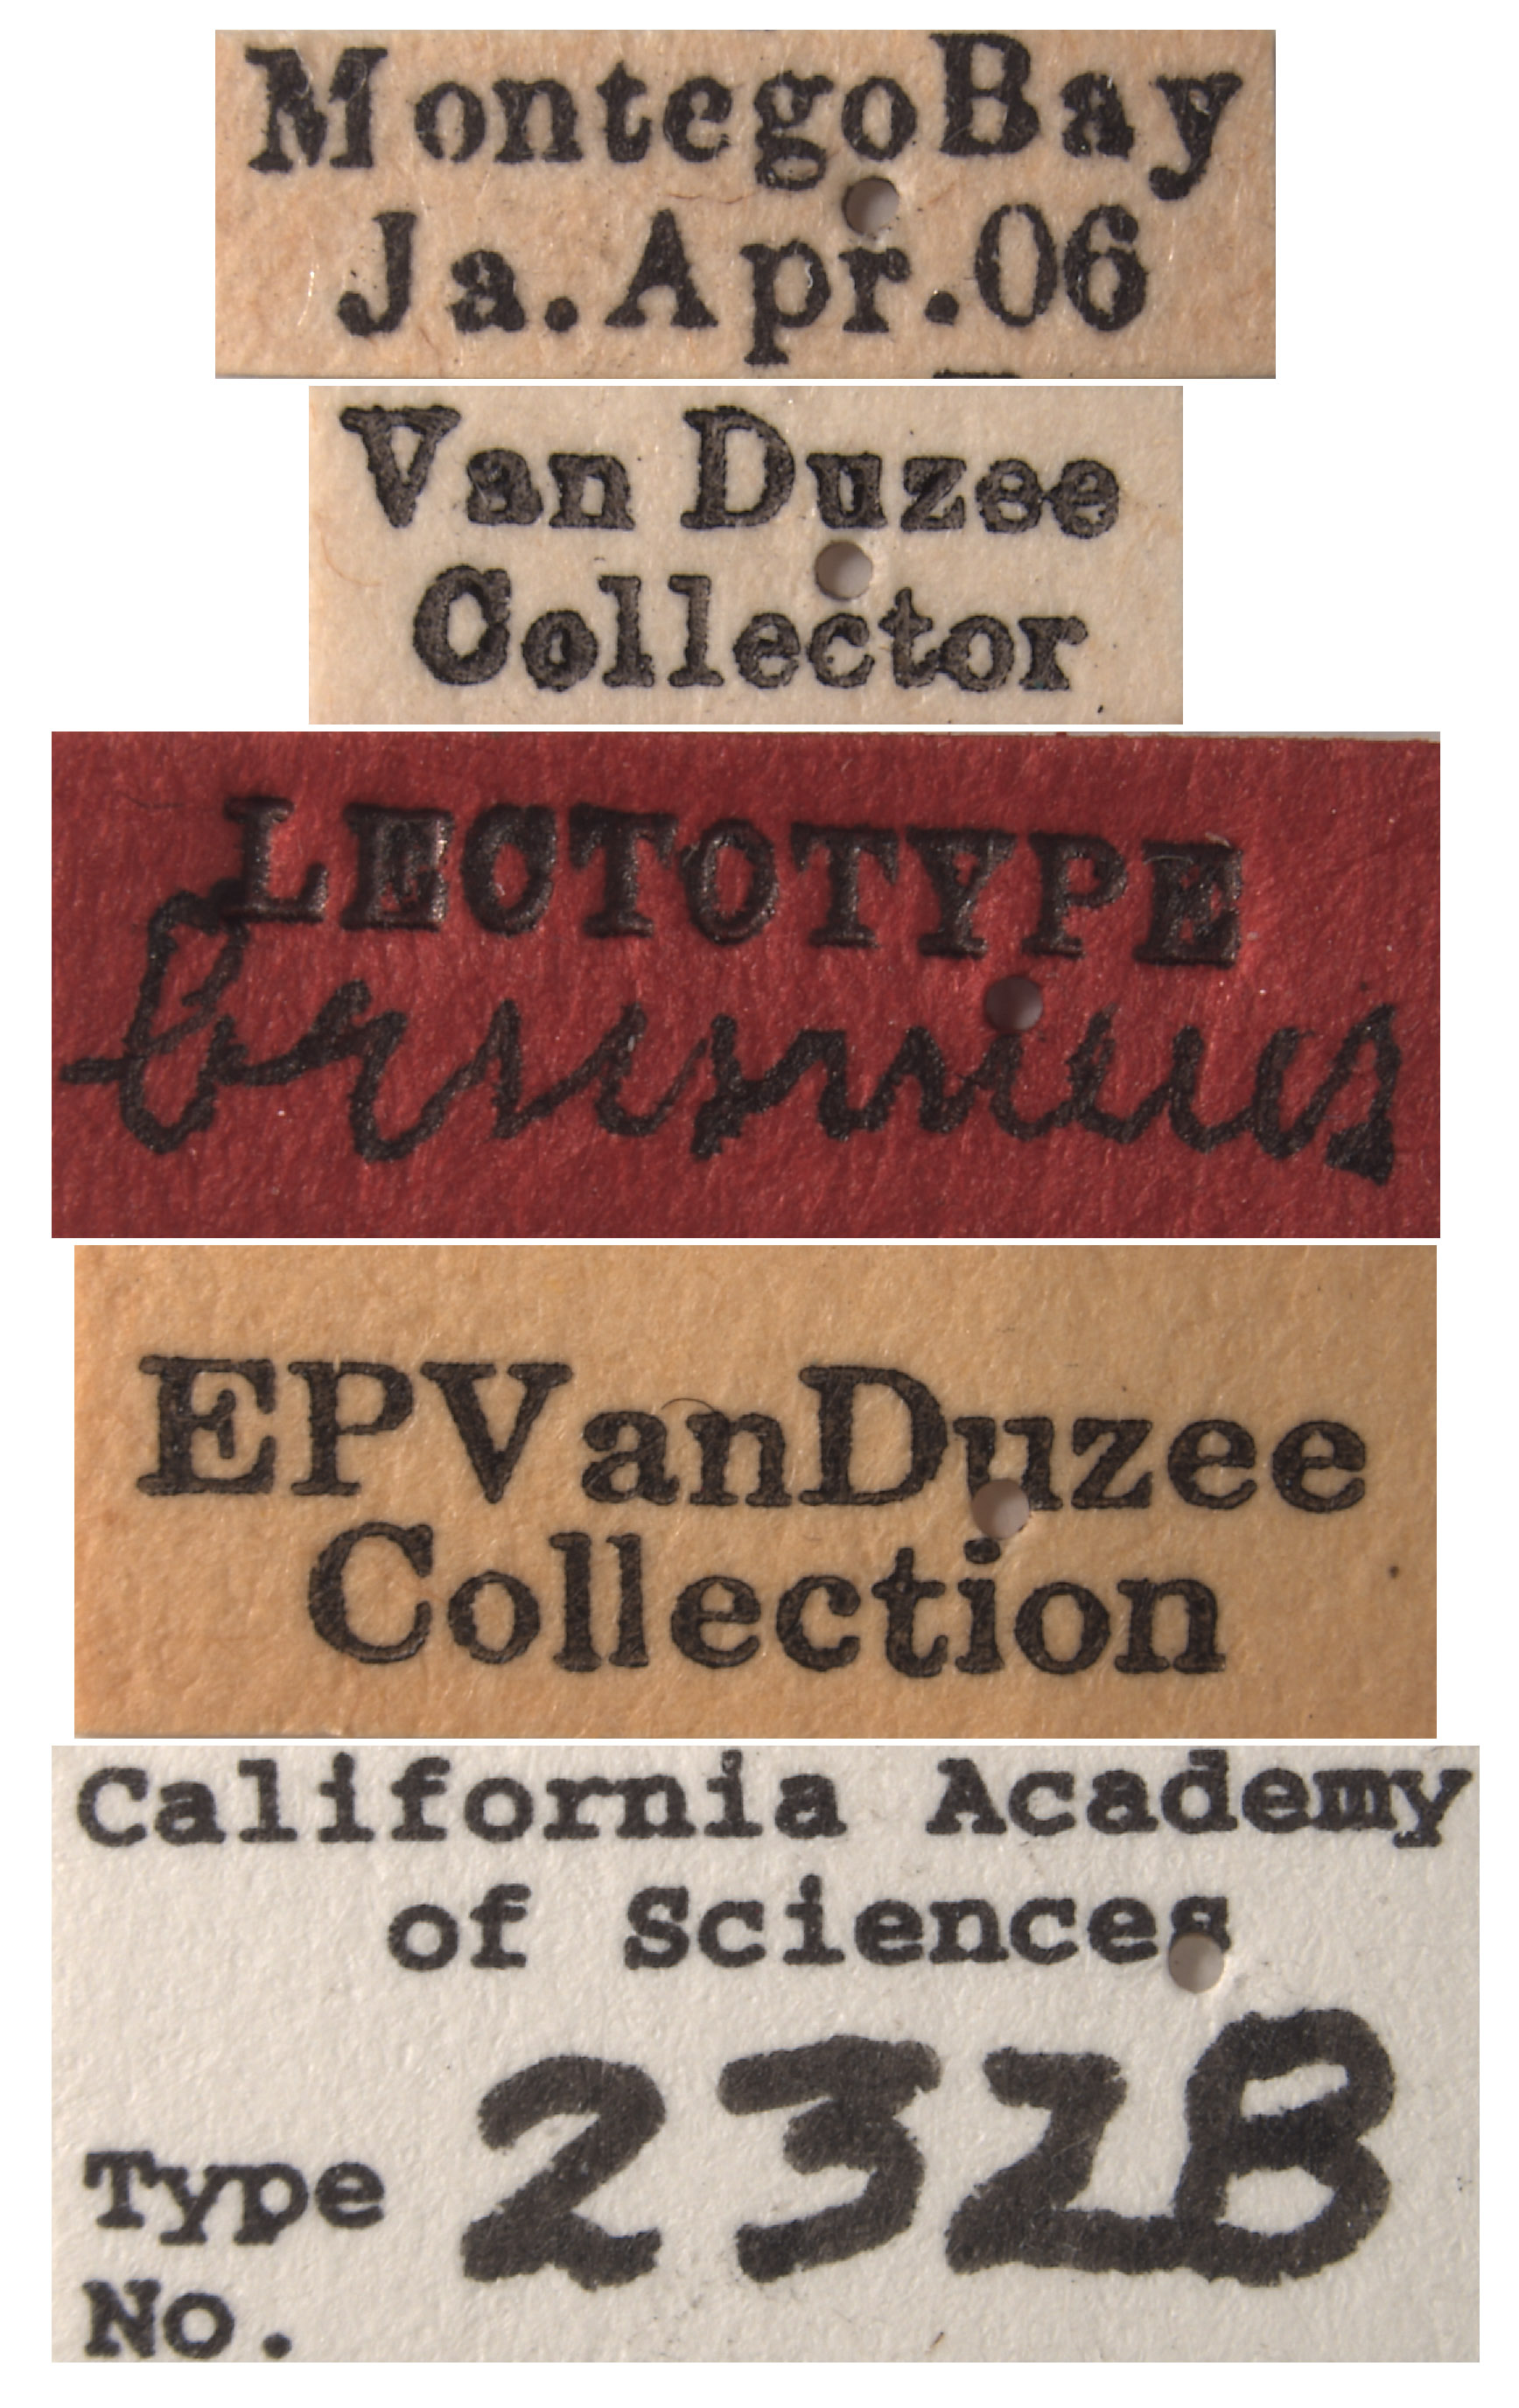 MontegoBay
Ja.Apr.06
Van Duzee
Collector
LECTOTYPE
EPVanDuzee
Collection
California Academy
of Sciences
Type 2328
No.